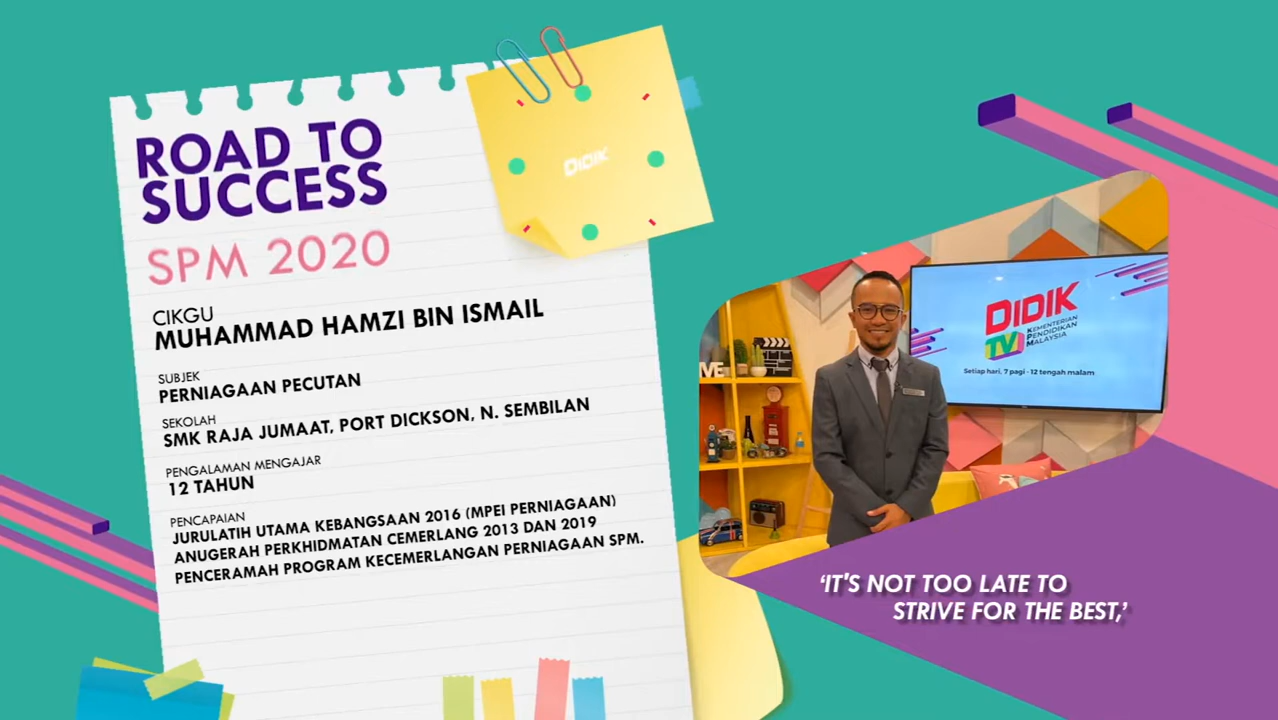 ROAD TO
SUCCESS
SPM 2020
CIKGU
MUHAMMAD HAMZI BIN ISMAIL
SUBJEK
PERNIAGAAN PECUTAN
SEKOLAH
SMK RAJA JUMAAT, PORT DICKSON, N. SEMBILAN
PENGALAMAN MENGAJAR
12 TAHUN
PENCAPAIAN
JURULATIH UTAMA KEBANGSAAN 2016 (MPEI PERNIAGAAN)
ANUGERAH PERKHIDMATAN CEMERLANG 2013 DAN 2019
PENCERAMAH PROGRAM KECEMERLANGAN PERNIAGAAN SPM.
DIDIK
DIDIK
TV
KEMENTERIAN
PENDIDIKAN
MALAYSIA
Setiap hari, 7 pagi - 12 tengah malam
‘IT'S NOT TOO LATE TO
STRIVE FOR THE BEST,’